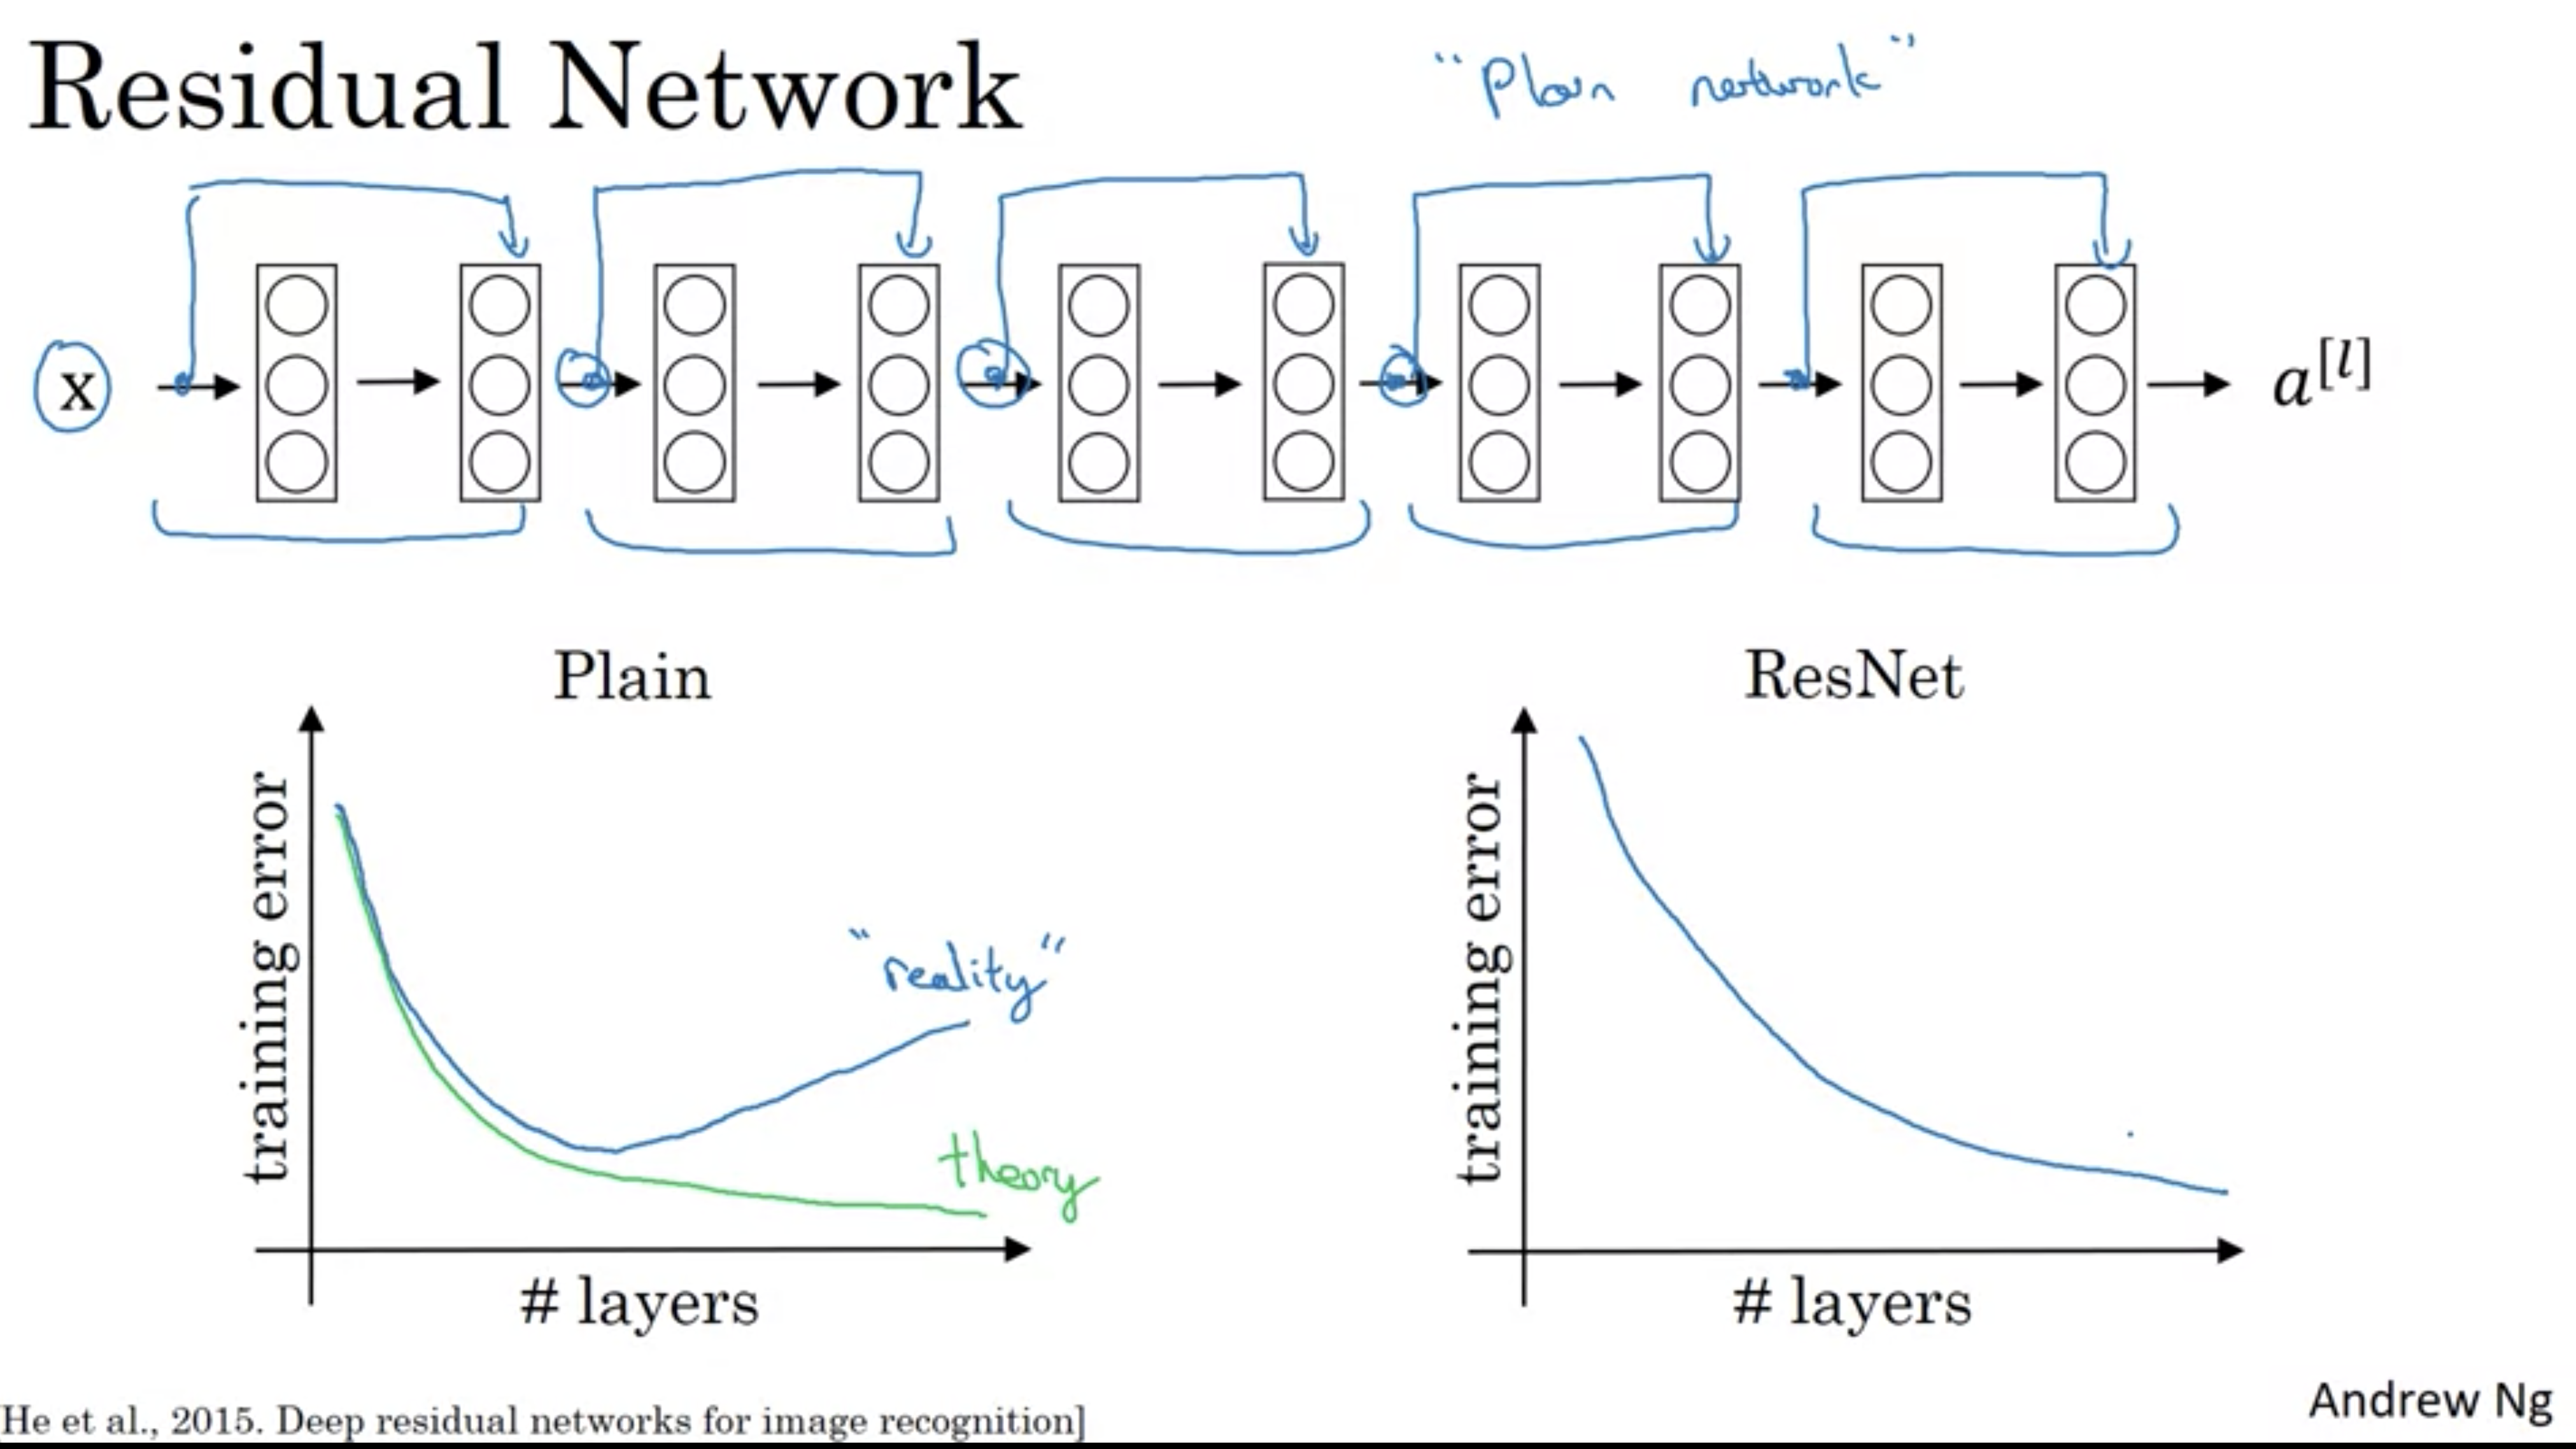 Residual Network
"Plain network"
x
a^[l]
Plain
ResNet
training error
"reality"
theory
# layers
training error
# layers
Andrew Ng
He et al., 2015. Deep residual networks for image recognition]